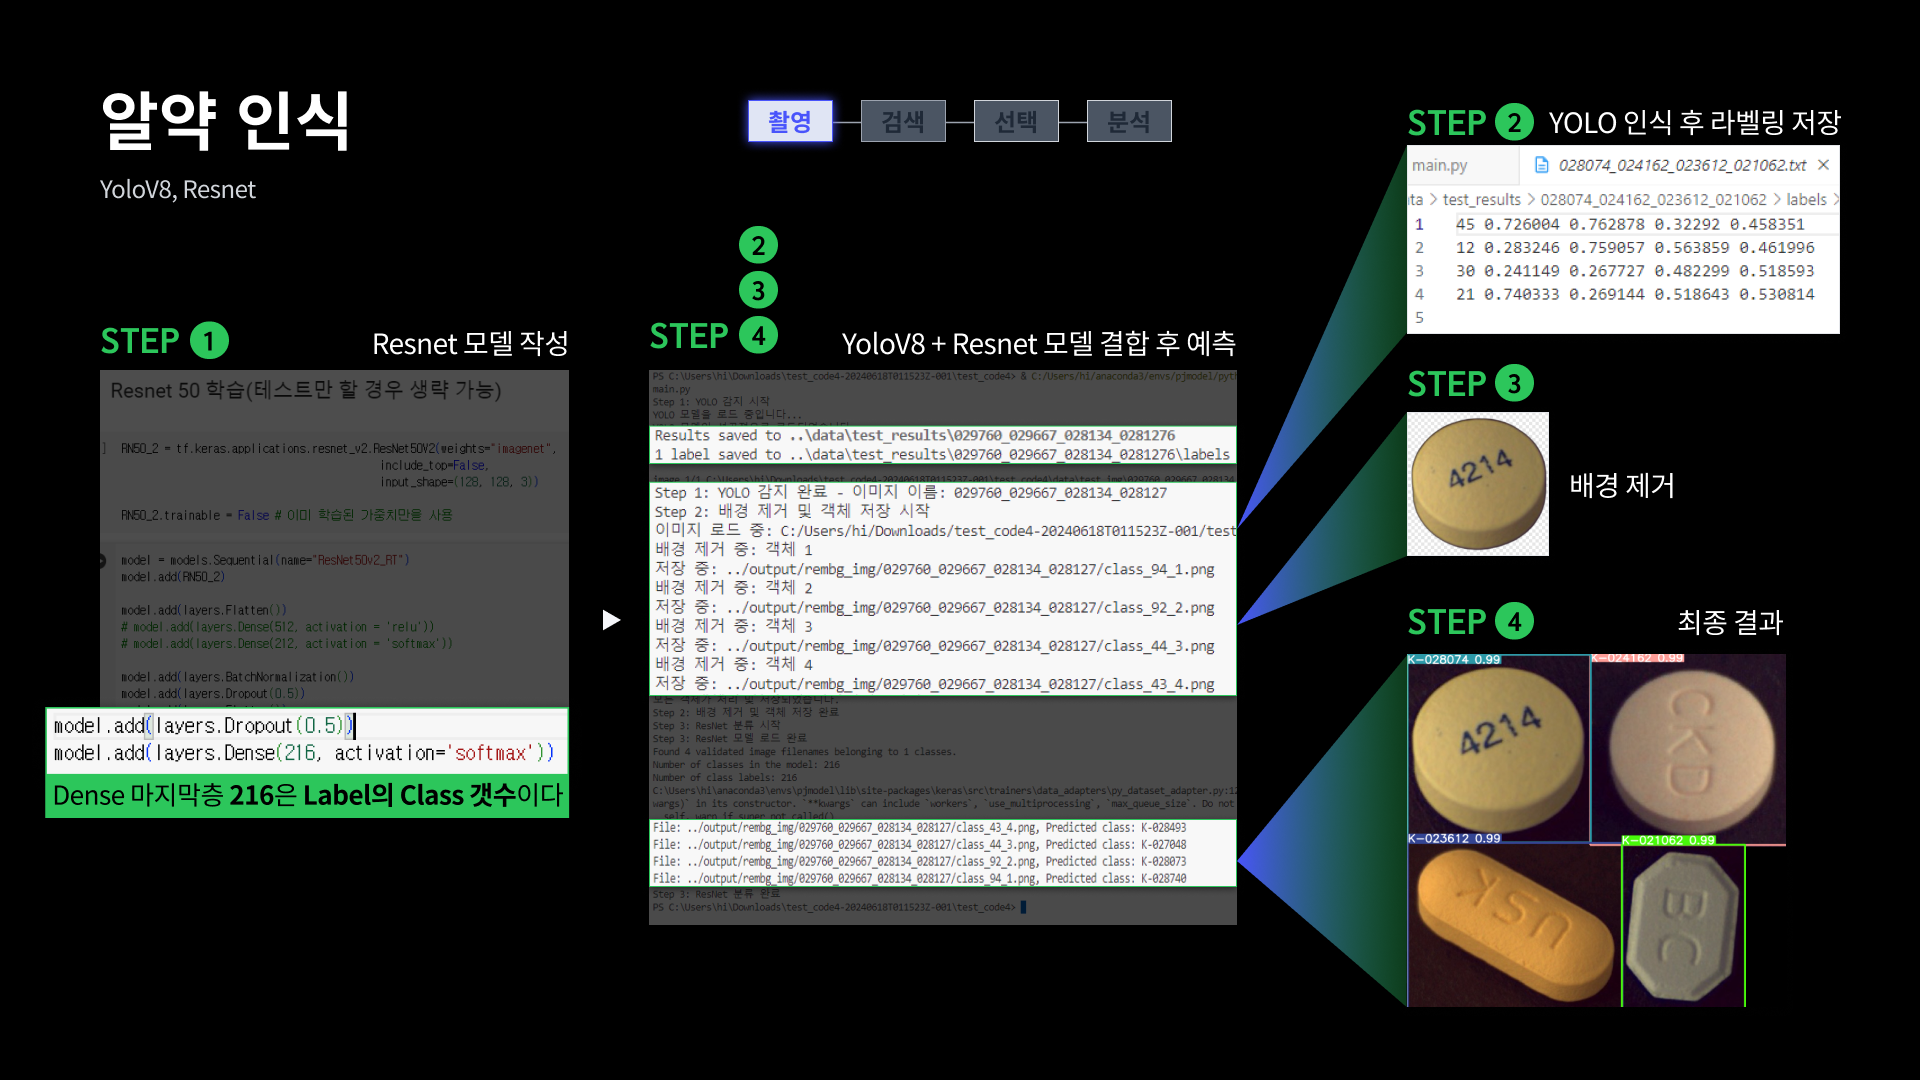 알약 인식
YoloV8, Resnet
촬영
검색
선택
분석
STEP 1
Resnet 모델 작성
Resnet 50 학습(테스트만 할 경우 생략 가능)
RN50_2 = tf.keras.applications.resnet_v2.ResNet50V2(weights="imagenet",
include_top=False,
input_shape=(128, 128, 3))
RN50_2.trainable = False # 이미 학습된 가중치만을 사용
model = models.Sequential(name="ResNet50v2_RT")
model.add(RN50_2)
model.add(layers.Flatten())
# model.add(layers.Dense(512, activation = 'relu'))
# model.add(layers.Dense(212, activation = 'softmax'))
model.add(layers.BatchNormalization())
model.add(layers.Dropout(0.5))
model.add(layers.Dropout(0.5))
model.add(layers.Dense(216, activation='softmax'))
Dense 마지막층 216은 Label의 Class 갯수이다
2
3
STEP 4
YoloV8 + Resnet 모델 결합 후 예측
PS C:\Users\hi\Downloads\test_code4-20240618T011523Z-001\test_code4> & C:/Users/hi/anaconda3/envs/pjmodel/pyth
main.py
Step 1: YOLO 감지 시작
YOLO 모델을 로드 중입니다...
Results saved to ..\data\test_results\029760_029667_028134_0281276
1 label saved to ..\data\test_results\029760_029667_028134_0281276\labels
Step 1: YOLO 감지 완료 - 이미지 이름: 029760_029667_028134_028127
Step 2: 배경 제거 및 객체 저장 시작
이미지 로드 중: C:/Users/hi/Downloads/test_code4-20240618T011523Z-001/test
배경 제거 중: 객체 1
저장 중: ../output/rembg_img/029760_029667_028134_028127/class_94_1.png
배경 제거 중: 객체 2
저장 중: ../output/rembg_img/029760_029667_028134_028127/class_92_2.png
배경 제거 중: 객체 3
저장 중: ../output/rembg_img/029760_029667_028134_028127/class_44_3.png
배경 제거 중: 객체 4
저장 중: ../output/rembg_img/029760_029667_028134_028127/class_43_4.png
Step 2: 배경 제거 및 객체 저장 완료
Step 3: ResNet 분류 시작
Step 3: ResNet 모델 로드 완료
Found 4 validated image filenames belonging to 1 classes.
Number of classes in the model: 216
Number of class labels: 216
C:\Users\hi\anaconda3\envs\pjmodel\lib\site-packages\keras\src\trainers\data_adapters\py_dataset_adapter.py:12
wargs)` in its constructor. `**kwargs` can include `workers`, `use_multiprocessing`, `max_queue_size`. Do not
self._warn_if_super_not_called()
File: ../output/rembg_img/029760_029667_028134_028127/class_43_4.png, Predicted class: K-028493
File: ../output/rembg_img/029760_029667_028134_028127/class_44_3.png, Predicted class: K-027048
File: ../output/rembg_img/029760_029667_028134_028127/class_92_2.png, Predicted class: K-028073
File: ../output/rembg_img/029760_029667_028134_028127/class_94_1.png, Predicted class: K-028740
Step 3: ResNet 분류 완료
PS C:\Users\hi\Downloads\test_code4-20240618T011523Z-001\test_code4>
STEP 2 YOLO 인식 후 라벨링 저장
main.py
028074_024162_023612_021062.txt ×
ta > test_results > 028074_024162_023612_021062 > labels >
1 45 0.726004 0.762878 0.32292 0.458351
2 12 0.283246 0.759057 0.563859 0.461996
3 30 0.241149 0.267727 0.482299 0.518593
4 21 0.740333 0.269144 0.518643 0.530814
5
STEP 3
4214
배경 제거
STEP 4
최종 결과
K-028074 0.99
K-024162 0.99
4214
CKD
K-023612 0.99
K-021062 0.99
USK
BC